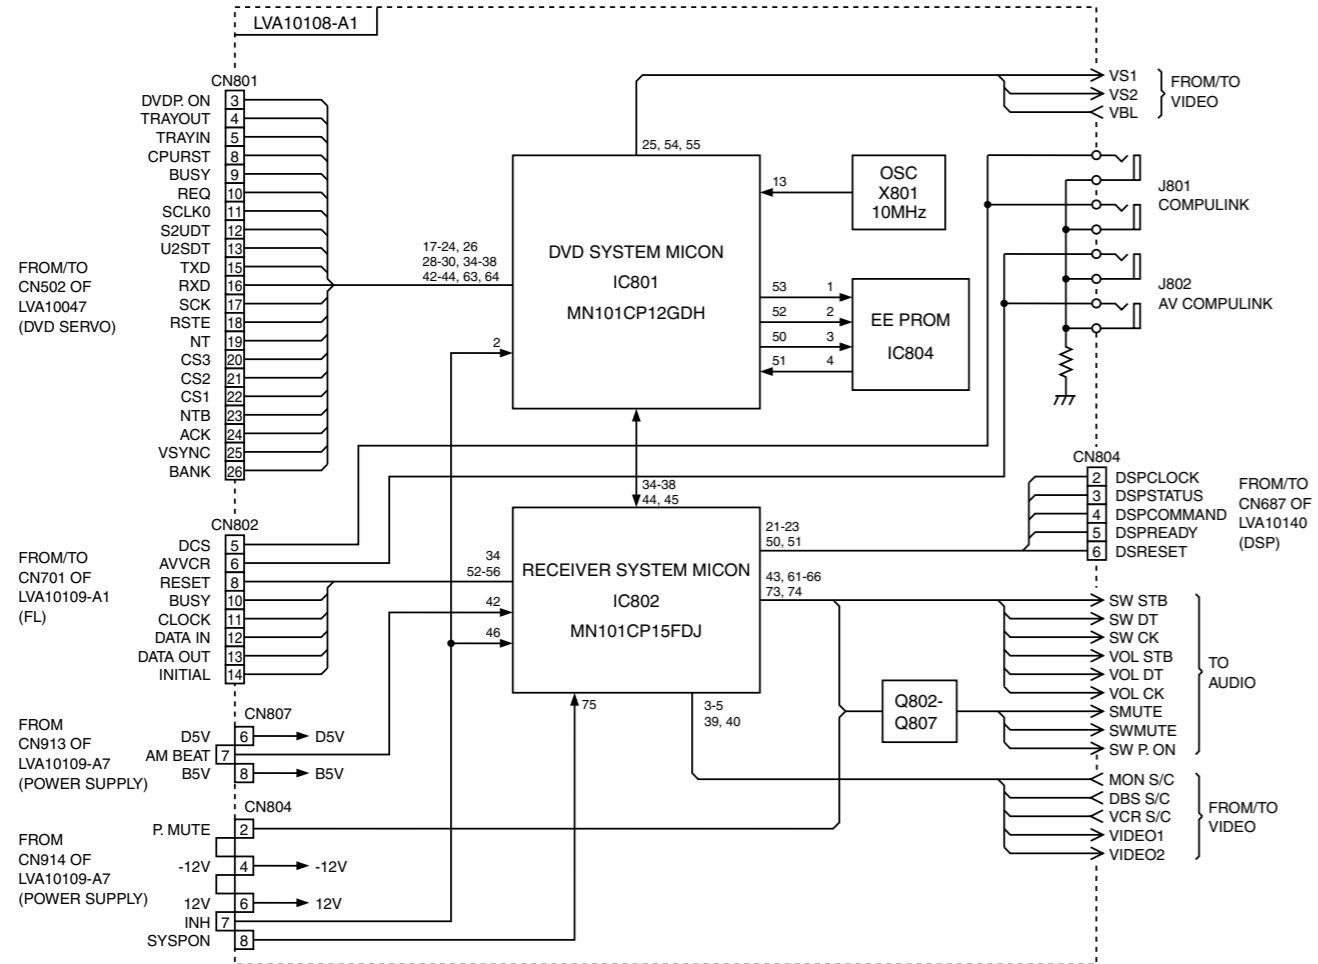 LVA10108-A1
CN801
DVDP. ON 3
TRAYOUT 4
TRAYIN 5
CPURST 8
BUSY 9
REQ 10
SCLK0 11
S2UDT 12
U2SDT 13
TXD 15
RXD 16
SCK 17
RSTE 18
NT 19
CS3 20
CS2 21
CS1 22
NTB 23
ACK 24
VSYNC 25
BANK 26
FROM/TO
CN502 OF
LVA10047
(DVD SERVO)
17-24, 26
28-30, 34-38
42-44, 63, 64
2
25, 54, 55
DVD SYSTEM MICON
IC801
MN101CP12GDH
13
OSC
X801
10MHz
53 1
52 2
50 3
51 4
EE PROM
IC804
VS1
VS2
VBL
FROM/TO
VIDEO
J801
COMPULINK
J802
AV COMPULINK
34-38
44, 45
CN802
DCS 5
AVVCR 6
RESET 8
BUSY 10
CLOCK 11
DATA IN 12
DATA OUT 13
INITIAL 14
FROM/TO
CN701 OF
LVA10109-A1
(FL)
34
52-56
42
46
RECEIVER SYSTEM MICON
IC802
MN101CP15FDJ
21-23
50, 51
43, 61-66
73, 74
75
3-5
39, 40
CN804
2 DSPCLOCK
3 DSPSTATUS
4 DSPCOMMAND
5 DSPREADY
6 DSRESET
FROM/TO
CN687 OF
LVA10140
(DSP)
SW STB
SW DT
SW CK
VOL STB
VOL DT
VOL CK
SMUTE
SWMUTE
SW P. ON
TO
AUDIO
Q802-
Q807
MON S/C
DBS S/C
VCR S/C
VIDEO1
VIDEO2
FROM/TO
VIDEO
CN807
D5V 6 D5V
AM BEAT 7
B5V 8 B5V
FROM
CN913 OF
LVA10109-A7
(POWER SUPPLY)
CN804
P. MUTE 2
-12V 4 -12V
12V 6 12V
INH 7
SYSPON 8
FROM
CN914 OF
LVA10109-A7
(POWER SUPPLY)